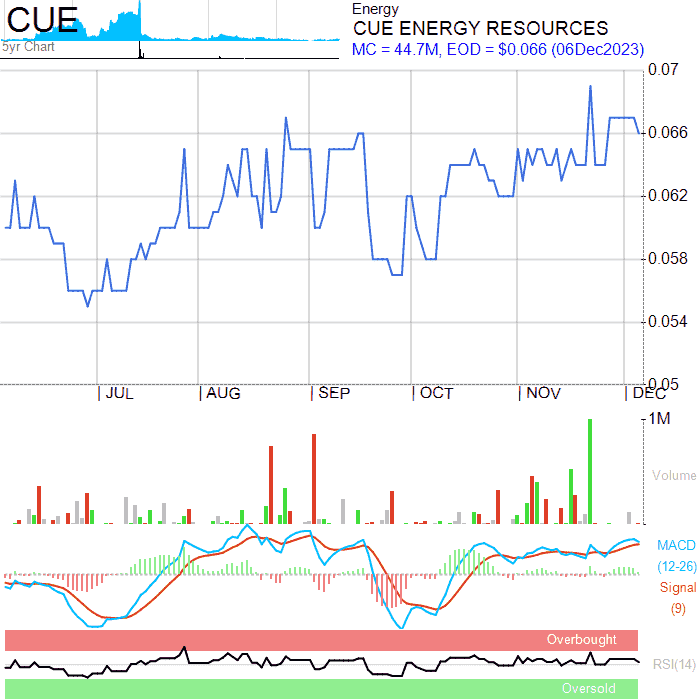 CUE
5yr Chart
Energy
CUE ENERGY RESOURCES
MC = 44.7M, EOD = $0.066 (06Dec2023)
0.07
0.066
0.062
0.058
0.054
0.05
JUL AUG SEP OCT NOV DEC
1M
Volume
MACD
(12-26)
Signal
(9)
Overbought
RSI(14)
Oversold